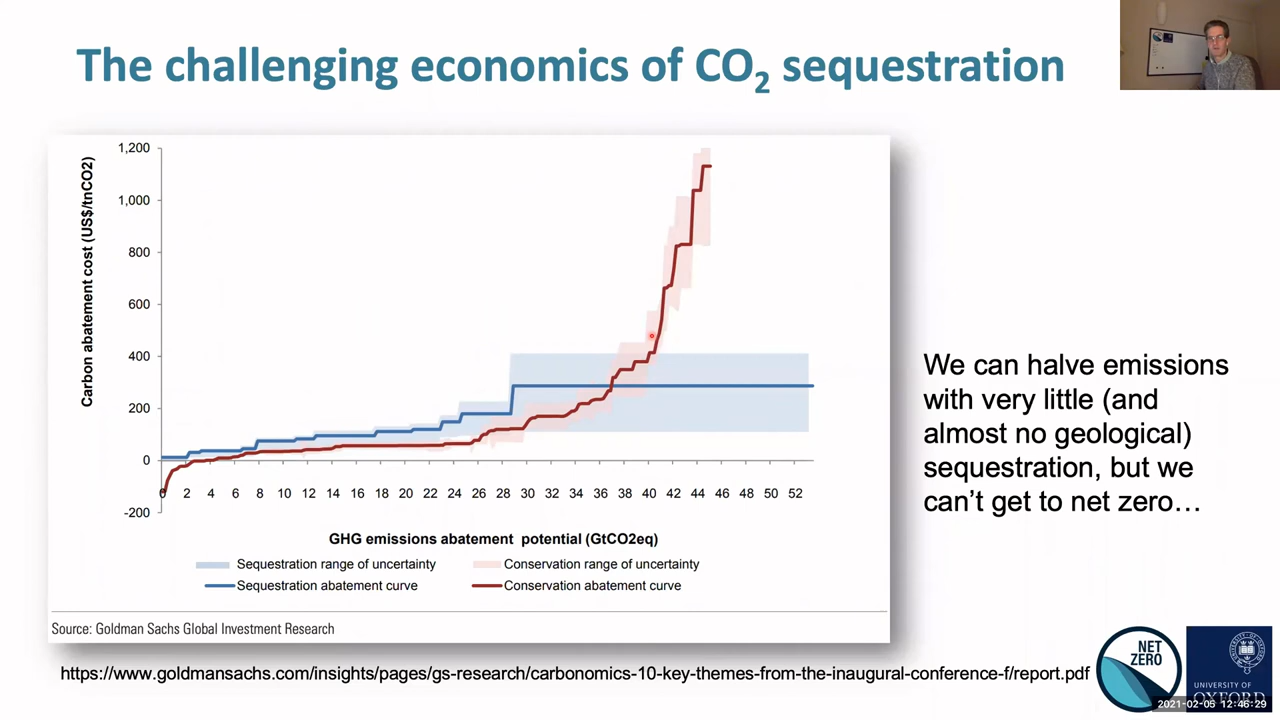 The challenging economics of CO2 sequestration
Carbon abatement cost (US$/tnCO2)
1,200
1,000
800
600
400
200
0
-200
0 2 4 6 8 10 12 14 16 18 20 22 24 26 28 30 32 34 36 38 40 42 44 46 48 50 52
GHG emissions abatement potential (GtCO2eq)
Sequestration range of uncertainty
Conservation range of uncertainty
Sequestration abatement curve
Conservation abatement curve
Source: Goldman Sachs Global Investment Research
We can halve emissions
with very little (and
almost no geological)
sequestration, but we
can’t get to net zero…
https://www.goldmansachs.com/insights/pages/gs-research/carbonomics-10-key-themes-from-the-inaugural-conference-f/report.pdf
NET
ZERO
UNIVERSITY OF
OXFORD
2021-02-05 12:46:29